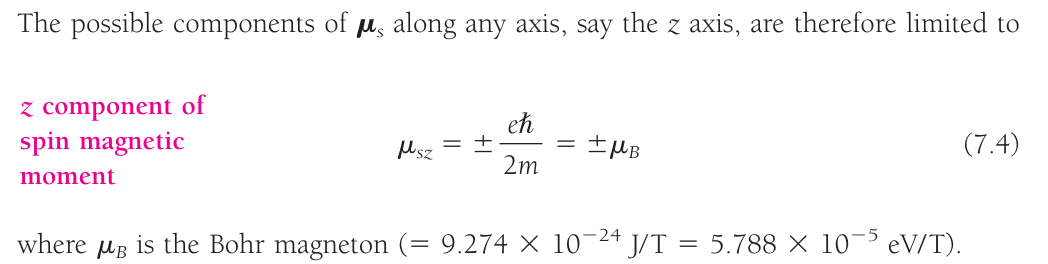 The possible components of 𝛍ₛ along any axis, say the z axis, are therefore limited to
z component of
spin magnetic
moment
μ_sz = ± eℏ/2m = ±𝛍_B (7.4)
where 𝛍_B is the Bohr magneton (= 9.274 × 10⁻²⁴ J/T = 5.788 × 10⁻⁵ eV/T).